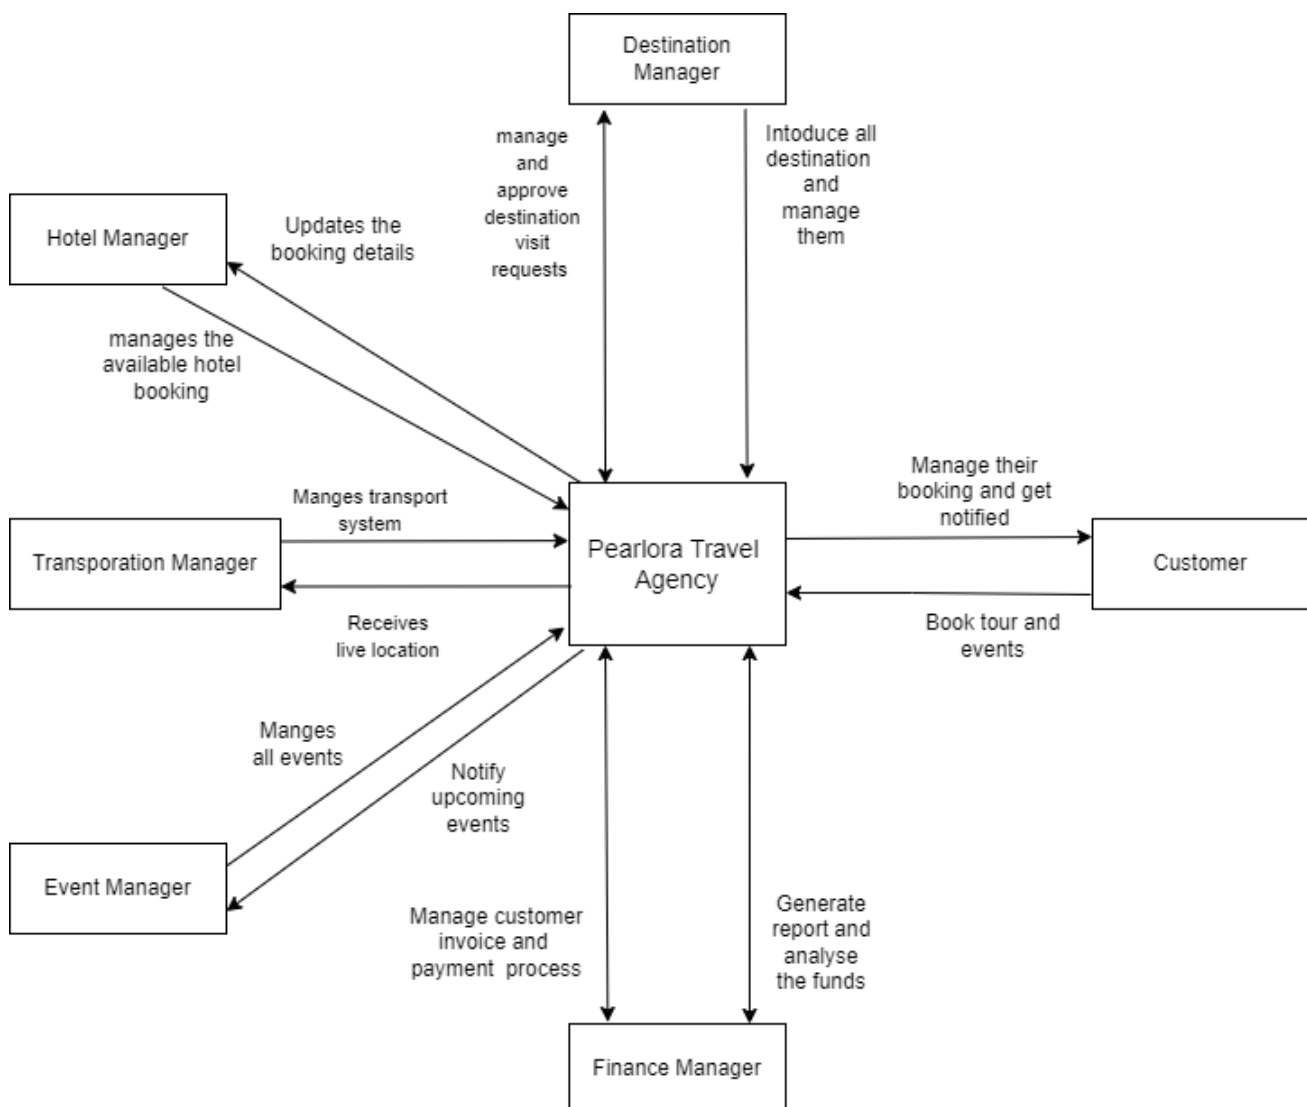 Destination
Manager
manage
and
approve
destination
visit
requests
Intoduce all
destination
and
manage
them
Hotel Manager
Updates the
booking details
manages the
available hotel
booking
Manges transport
system
Transporation Manager
Receives
live location
Pearlora Travel
Agency
Manage their
booking and get
notified
Customer
Book tour and
events
Manges
all events
Notify
upcoming
events
Event Manager
Manage customer
invoice and
payment process
Generate
report and
analyse
the funds
Finance Manager